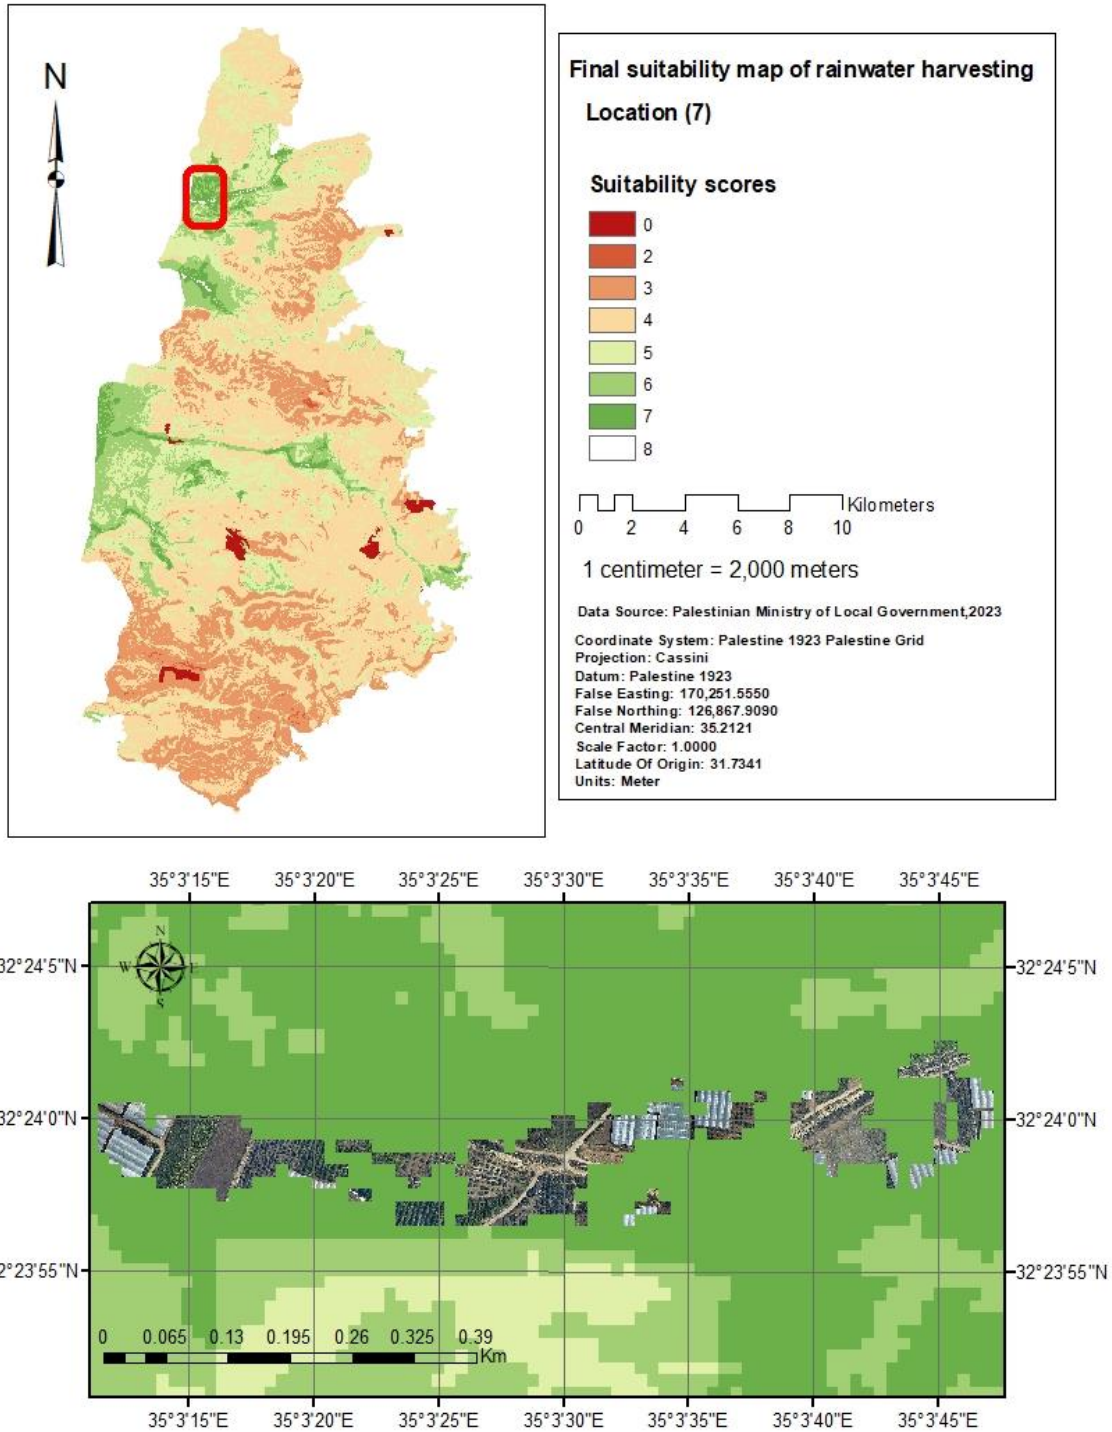 N
Final suitability map of rainwater harvesting
Location (7)
Suitability scores
0
2
3
4
5
6
7
8
Kilometers
0 2 4 6 8 10
1 centimeter = 2,000 meters
Data Source: Palestinian Ministry of Local Government,2023
Coordinate System: Palestine 1923 Palestine Grid
Projection: Cassini
Datum: Palestine 1923
False Easting: 170,251.5550
False Northing: 126,867.9090
Central Meridian: 35.2121
Scale Factor: 1.0000
Latitude Of Origin: 31.7341
Units: Meter
35°3'15"E 35°3'20"E 35°3'25"E 35°3'30"E 35°3'35"E 35°3'40"E 35°3'45"E
N
W E
S
32°24'5"N 32°24'5"N
32°24'0"N 32°24'0"N
2°23'55"N 32°23'55"N
0 0.065 0.13 0.195 0.26 0.325 0.39
Km
35°3'15"E 35°3'20"E 35°3'25"E 35°3'30"E 35°3'35"E 35°3'40"E 35°3'45"E